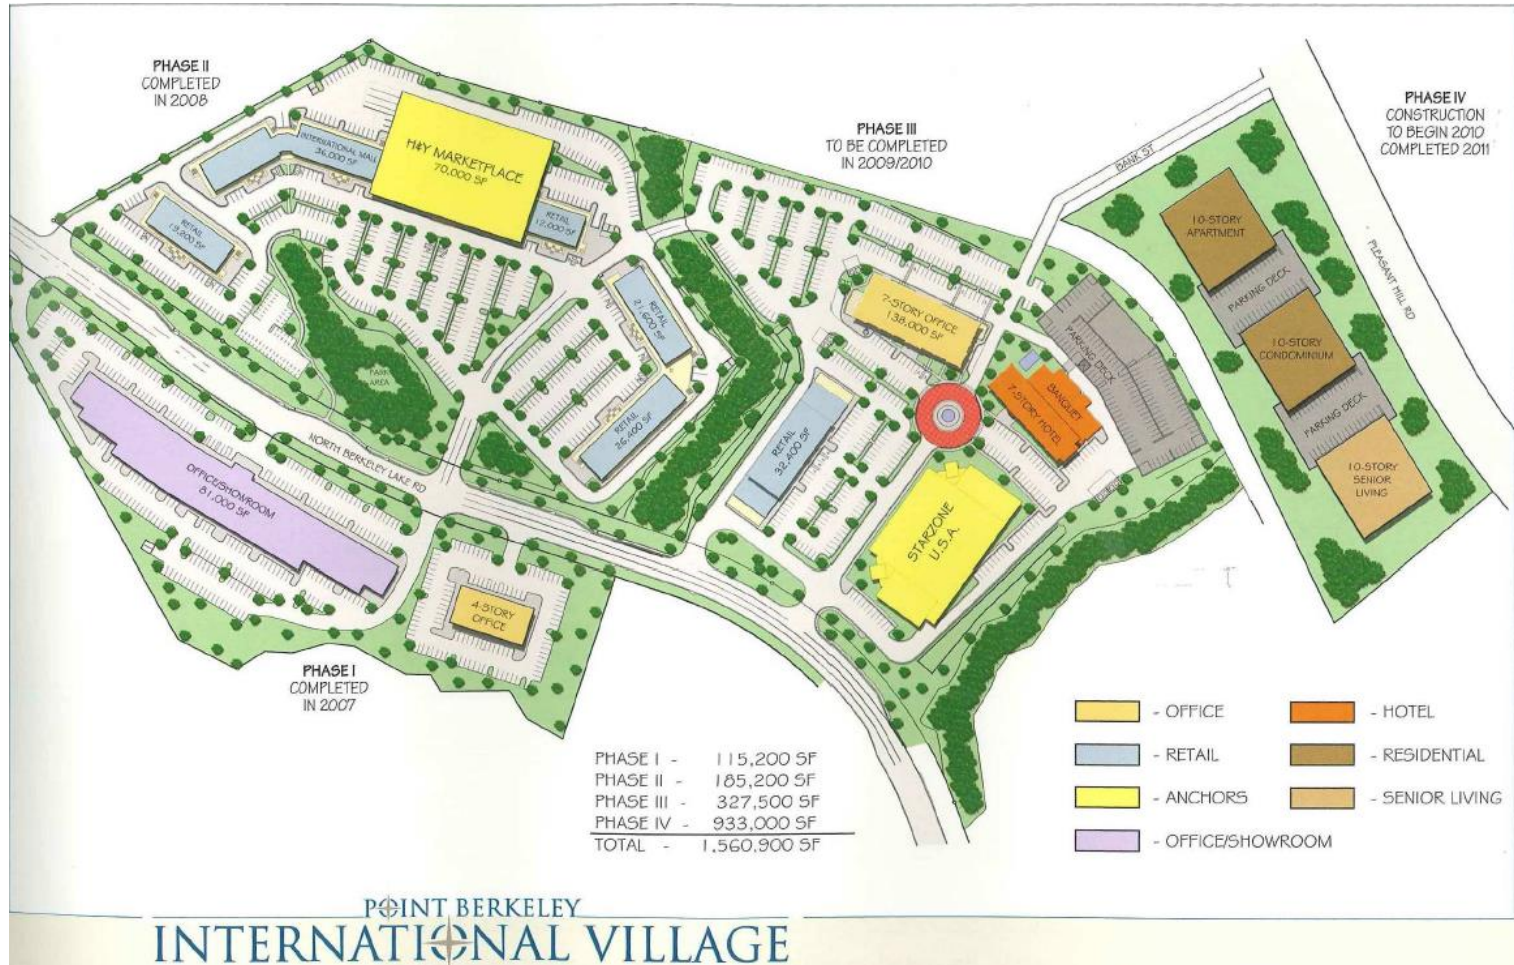 PHASE II
COMPLETED
IN 2008
PHASE III
TO BE COMPLETED
IN 2009/2010
PHASE IV
CONSTRUCTION
TO BEGIN 2010
COMPLETED 2011
INTERNATIONAL MALL
36,000 SF
H&Y MARKETPLACE
70,000 SF
RETAIL
19,200 SF
RETAIL
12,000 SF
RETAIL
21,600 SF
RETAIL
26,400 SF
PARK
AREA
NORTH BERKELEY LAKE RD
OFFICE/SHOWROOM
81,000 SF
4-STORY
OFFICE
PHASE I
COMPLETED
IN 2007
BANK ST
7-STORY OFFICE
138,000 SF
RETAIL
32,400 SF
BANQUET
7-STORY HOTEL
PARKING DECK
STARZONE
U.S.A.
10-STORY
APARTMENT
PARKING DECK
10-STORY
CONDOMINIUM
PARKING DECK
10-STORY
SENIOR
LIVING
PLEASANT HILL RD
PHASE I - 115,200 SF
PHASE II - 185,200 SF
PHASE III - 327,500 SF
PHASE IV - 933,000 SF
TOTAL - 1,560,900 SF
- OFFICE
- RETAIL
- ANCHORS
- OFFICE/SHOWROOM
- HOTEL
- RESIDENTIAL
- SENIOR LIVING
POINT BERKELEY
INTERNATIONAL VILLAGE